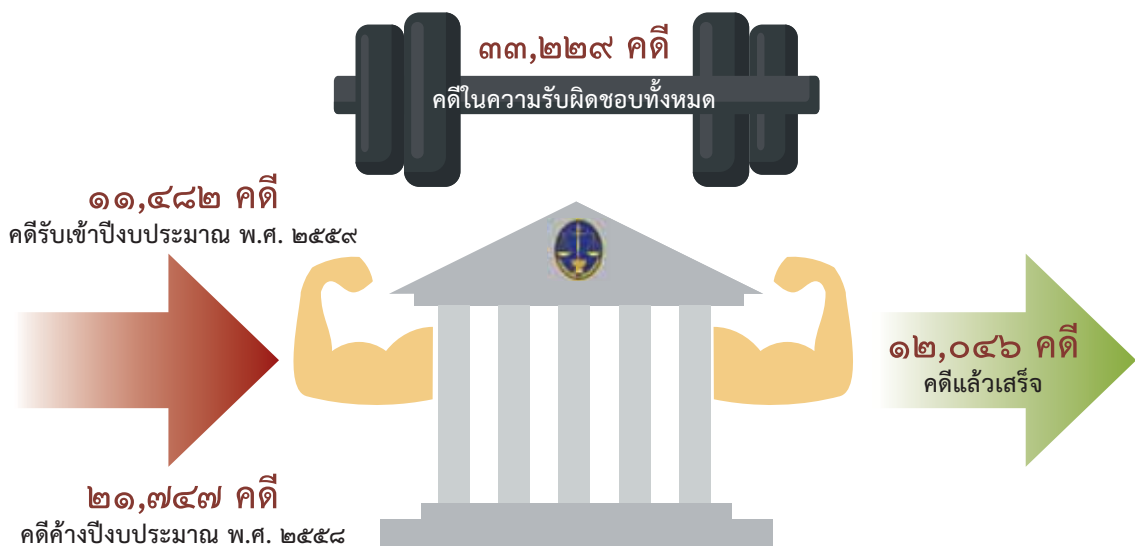 ๓๓,๒๒๙ คดี
คดีในความรับผิดชอบทั้งหมด
๑๑,๔๘๒ คดี
คดีรับเข้าปีงบประมาณ พ.ศ. ๒๕๕๙
๑๒,๐๔๖ คดี
คดีแล้วเสร็จ
๒๑,๗๔๗ คดี
คดีค้างปีงบประมาณ พ.ศ. ๒๕๕๘